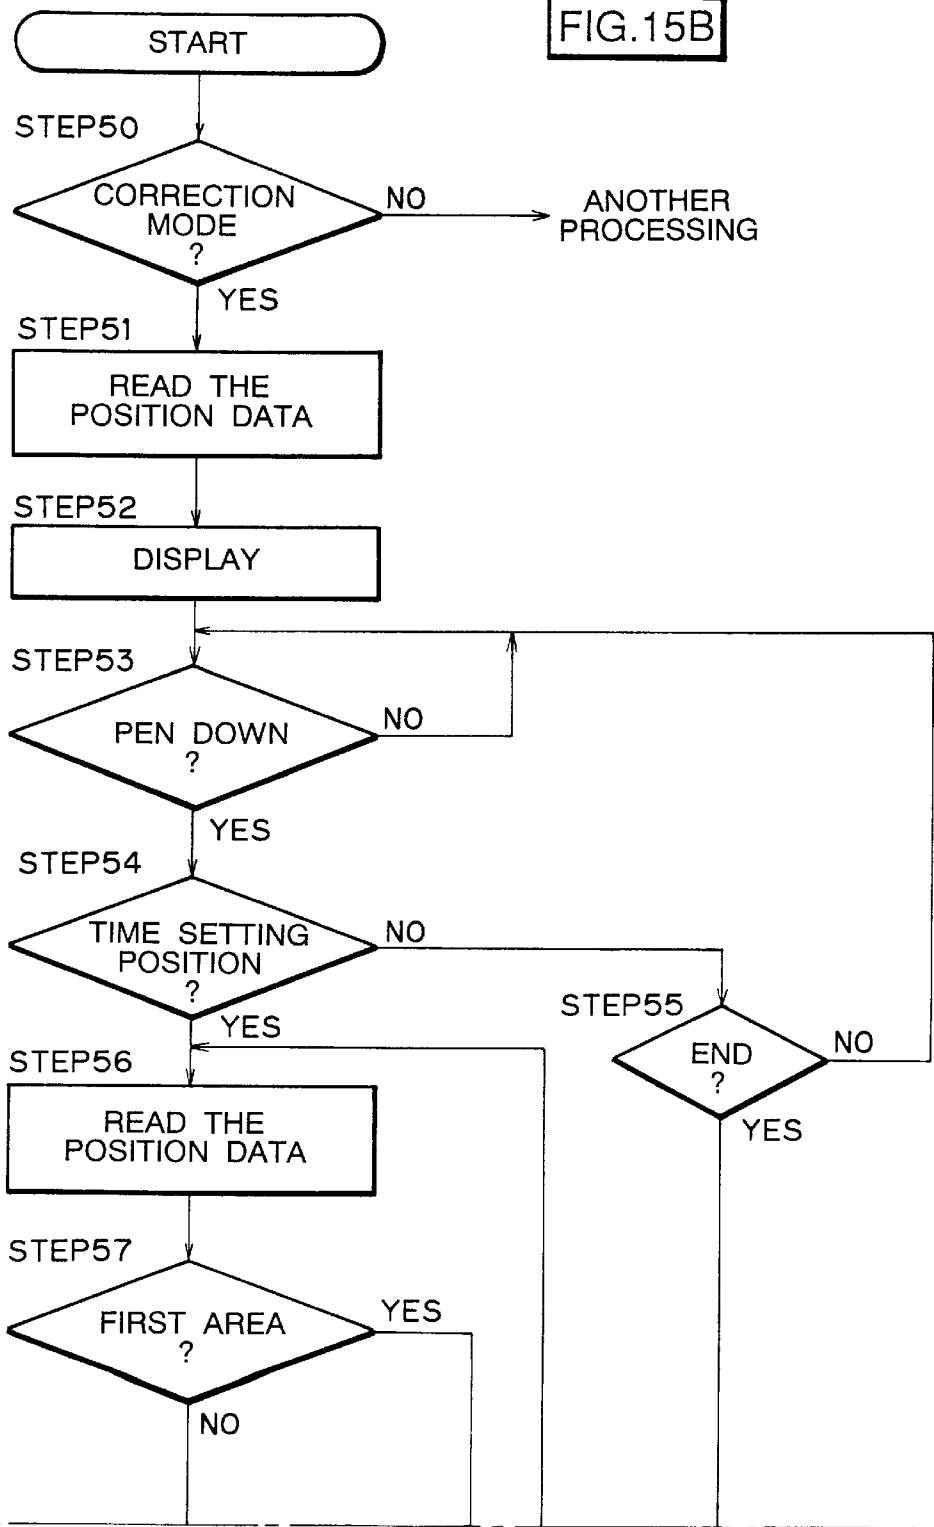 FIG.15B
START
STEP50
CORRECTION
MODE
?
NO
ANOTHER
PROCESSING
YES
STEP51
READ THE
POSITION DATA
STEP52
DISPLAY
STEP53
PEN DOWN
?
NO
YES
STEP54
TIME SETTING
POSITION
?
NO
YES
STEP55
END
?
NO
YES
STEP56
READ THE
POSITION DATA
STEP57
FIRST AREA
?
YES
NO